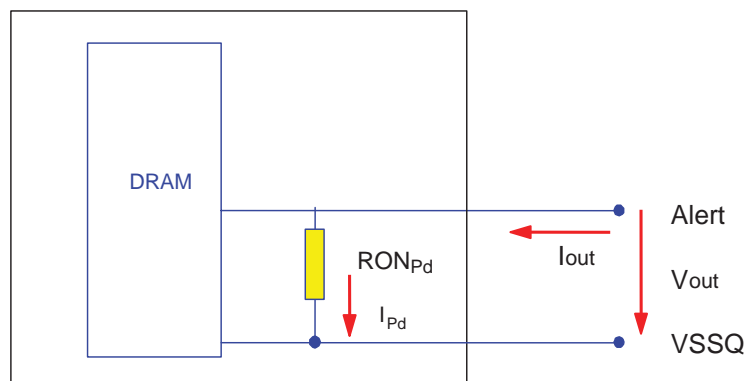 DRAM
Alert
RONPd
Iout
Vout
IPd
VSSQ